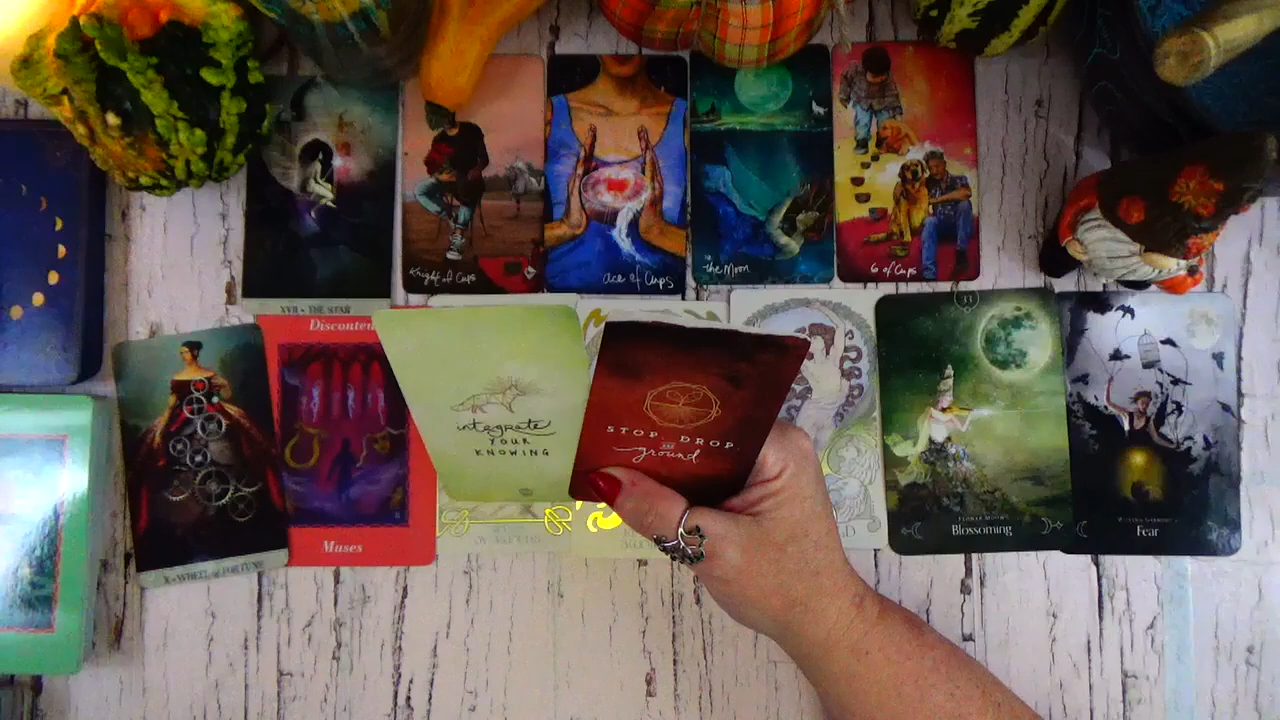 XVII - THE STAR
Knight of Cups
Ace of Cups
the Moon
6 of Cups
X - WHEEL of FORTUNE
Muses
integrate
YOUR
KNOWING
STOP, DROP,
and
ground
33
Blossoming
Fear